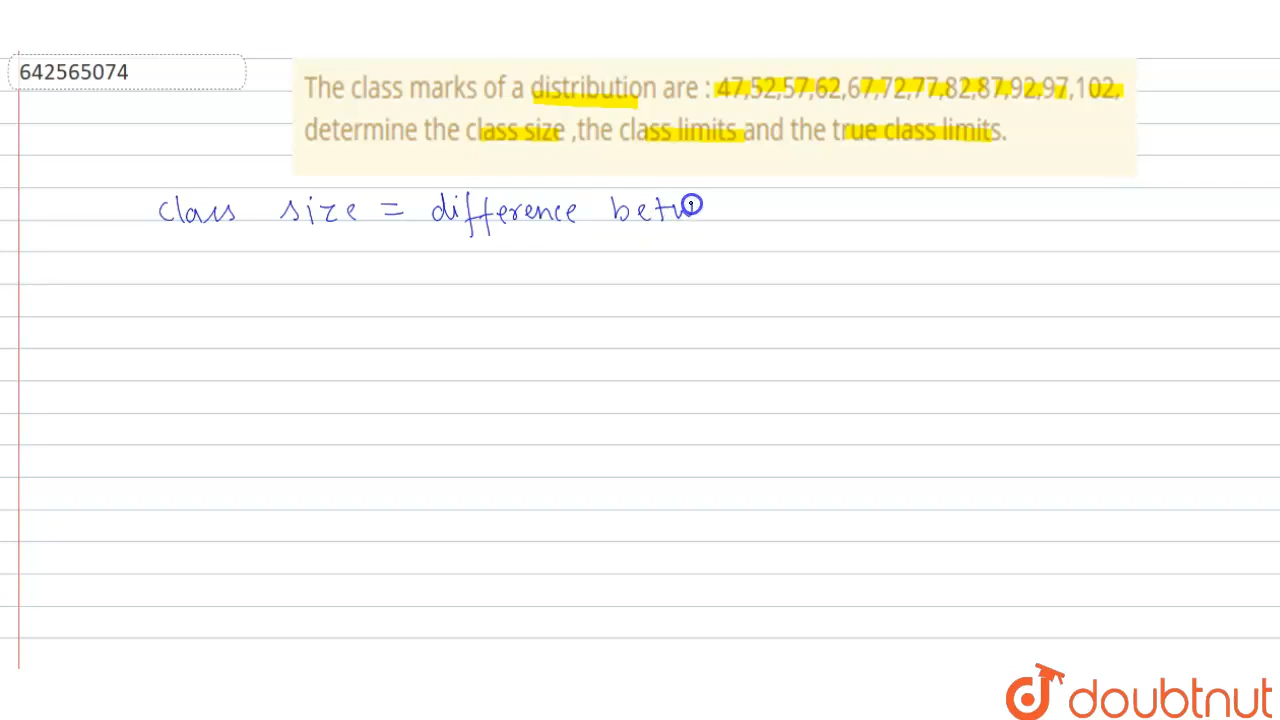 642565074
The class marks of a distribution are : 47,52,57,62,67,72,77,82,87,92,97,102,
determine the class size ,the class limits and the true class limits.
class size = difference betw
doubtnut